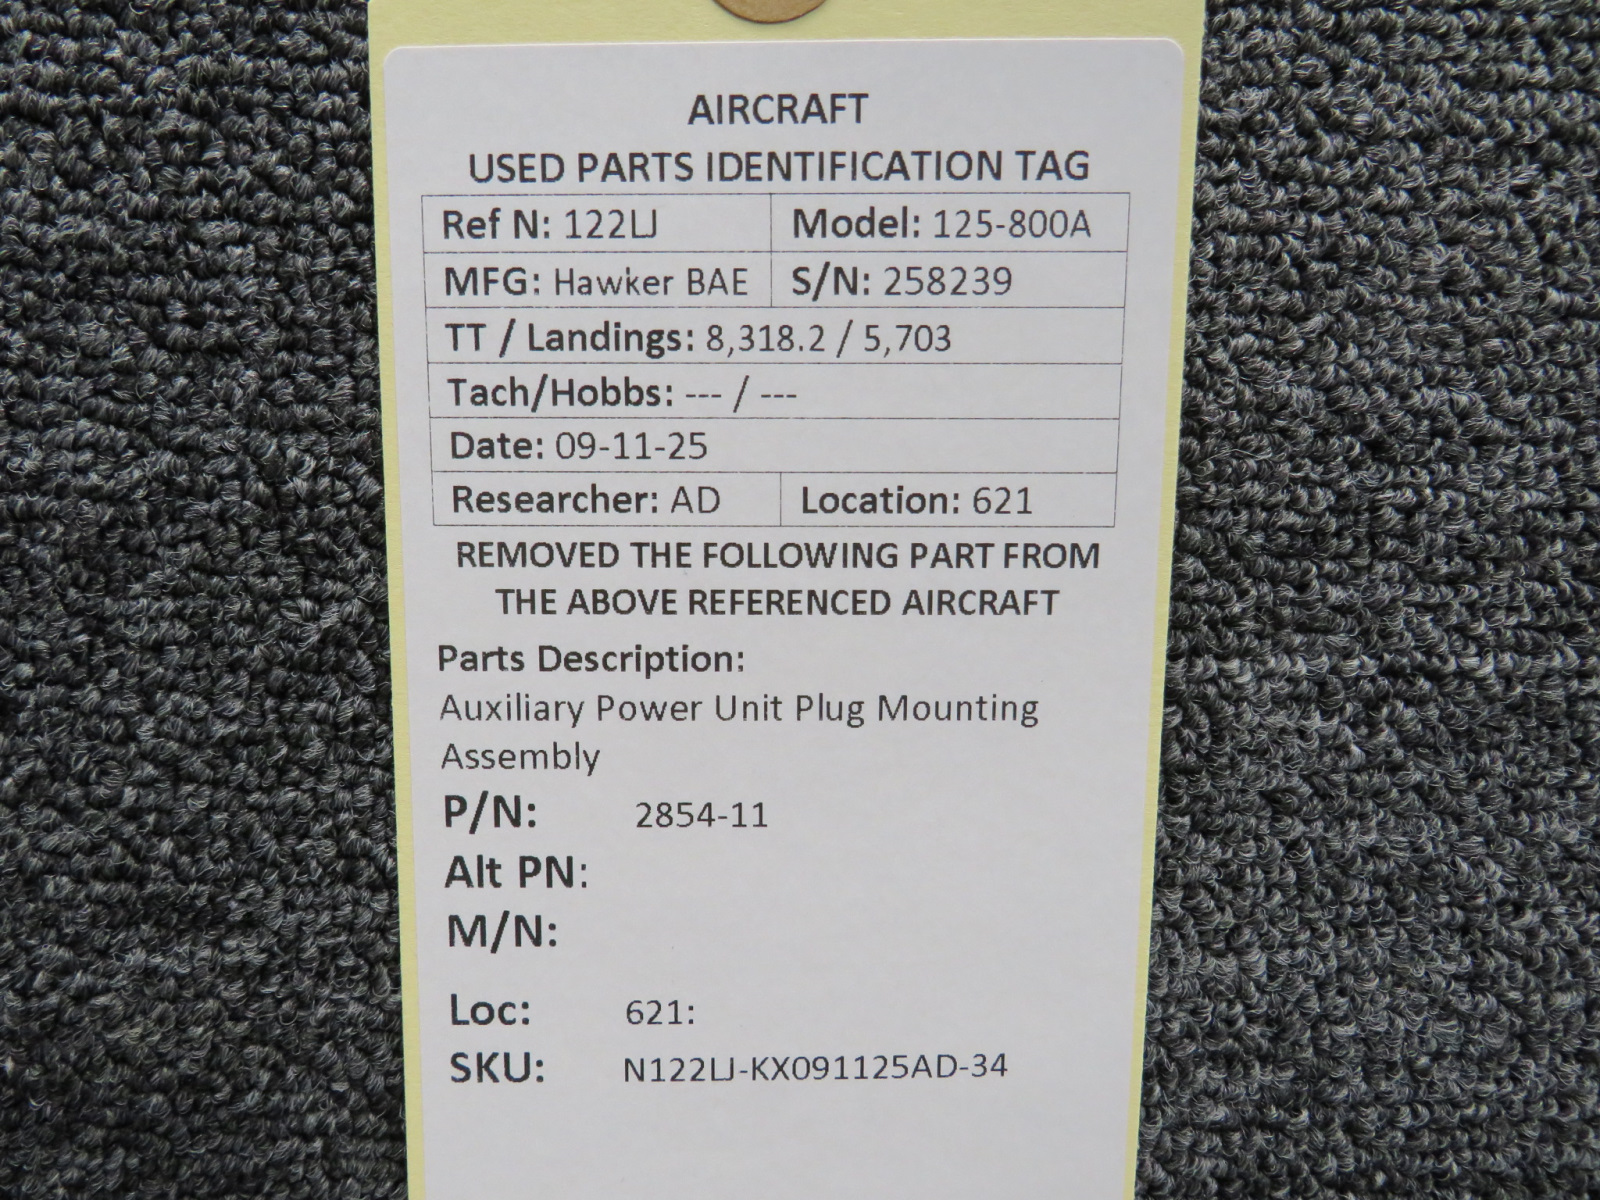 AIRCRAFT
USED PARTS IDENTIFICATION TAG
Ref N: 122LJ Model: 125-800A
MFG: Hawker BAE S/N: 258239
TT / Landings: 8,318.2 / 5,703
Tach/Hobbs: --- / ---
Date: 09-11-25
Researcher: AD Location: 621
REMOVED THE FOLLOWING PART FROM
THE ABOVE REFERENCED AIRCRAFT
Parts Description:
Auxiliary Power Unit Plug Mounting
Assembly
P/N: 2854-11
Alt PN:
M/N:
Loc: 621:
SKU: N122LJ-KX091125AD-34